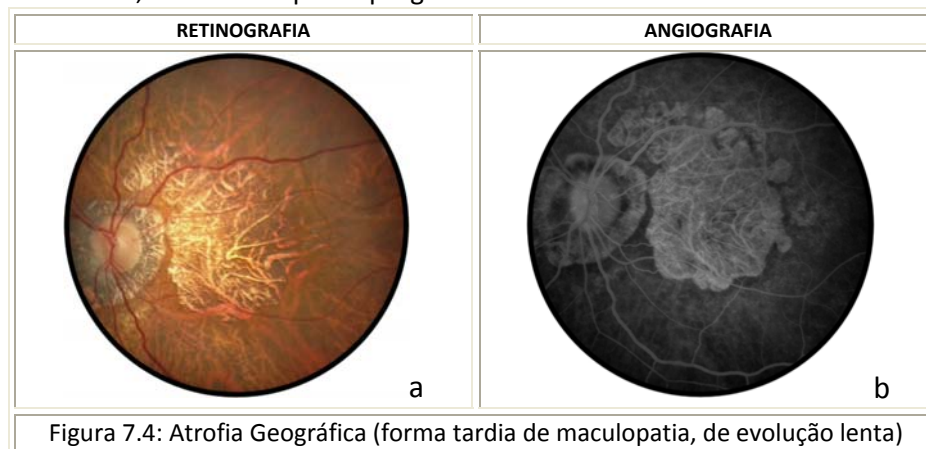 RETINOGRAFIA
ANGIOGRAFIA
a
b
Figura 7.4: Atrofia Geográfica (forma tardia de maculopatia, de evolução lenta)